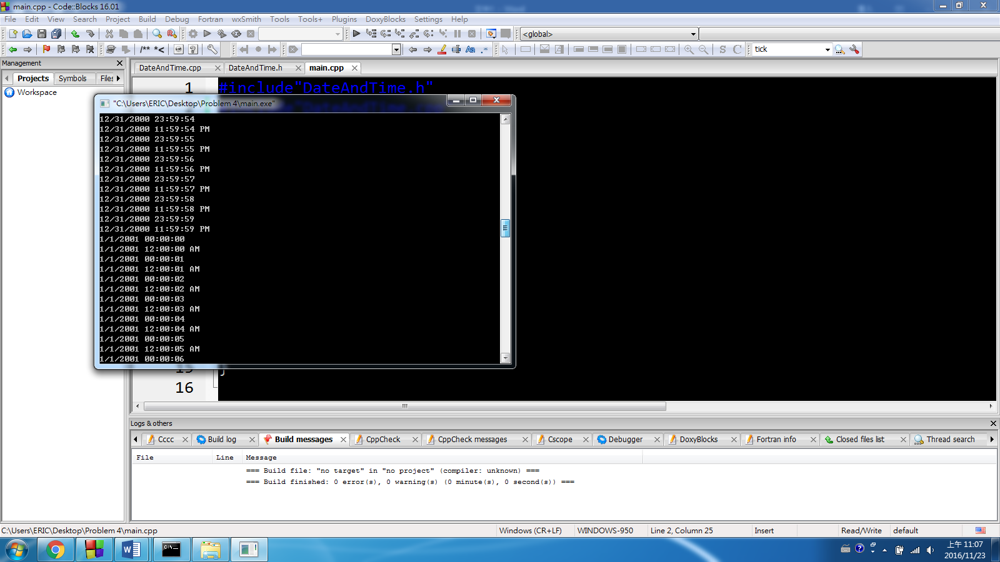 main.cpp - Code::Blocks 16.01
File Edit View Search Project Build Debug Fortran wxSmith Tools Tools+ Plugins DoxyBlocks Settings Help
<global>
/** *< Aa .* S C tick
Management
DateAndTime.cpp DateAndTime.h main.cpp
Projects Symbols Files
Workspace
1 #include"DateAndTime.h"
"C:\Users\ERIC\Desktop\Problem 4\main.exe"
12/31/2000 23:59:54
12/31/2000 11:59:54 PM
12/31/2000 23:59:55
12/31/2000 11:59:55 PM
12/31/2000 23:59:56
12/31/2000 11:59:56 PM
12/31/2000 23:59:57
12/31/2000 11:59:57 PM
12/31/2000 23:59:58
12/31/2000 11:59:58 PM
12/31/2000 23:59:59
12/31/2000 11:59:59 PM
1/1/2001 00:00:00
1/1/2001 12:00:00 AM
1/1/2001 00:00:01
1/1/2001 12:00:01 AM
1/1/2001 00:00:02
1/1/2001 12:00:02 AM
1/1/2001 00:00:03
1/1/2001 12:00:03 AM
1/1/2001 00:00:04
1/1/2001 12:00:04 AM
1/1/2001 00:00:05
1/1/2001 12:00:05 AM
1/1/2001 00:00:06
15 }
16
Logs & others
Cccc Build log Build messages CppCheck CppCheck messages Cscope Debugger DoxyBlocks Fortran info Closed files list Thread search
File Line Message
=== Build file: "no target" in "no project" (compiler: unknown) ===
=== Build finished: 0 error(s), 0 warning(s) (0 minute(s), 0 second(s)) ===
C:\Users\ERIC\Desktop\Problem 4\main.cpp Windows (CR+LF) WINDOWS-950 Line 2, Column 25 Insert Read/Write default
上午 11:07
2016/11/23